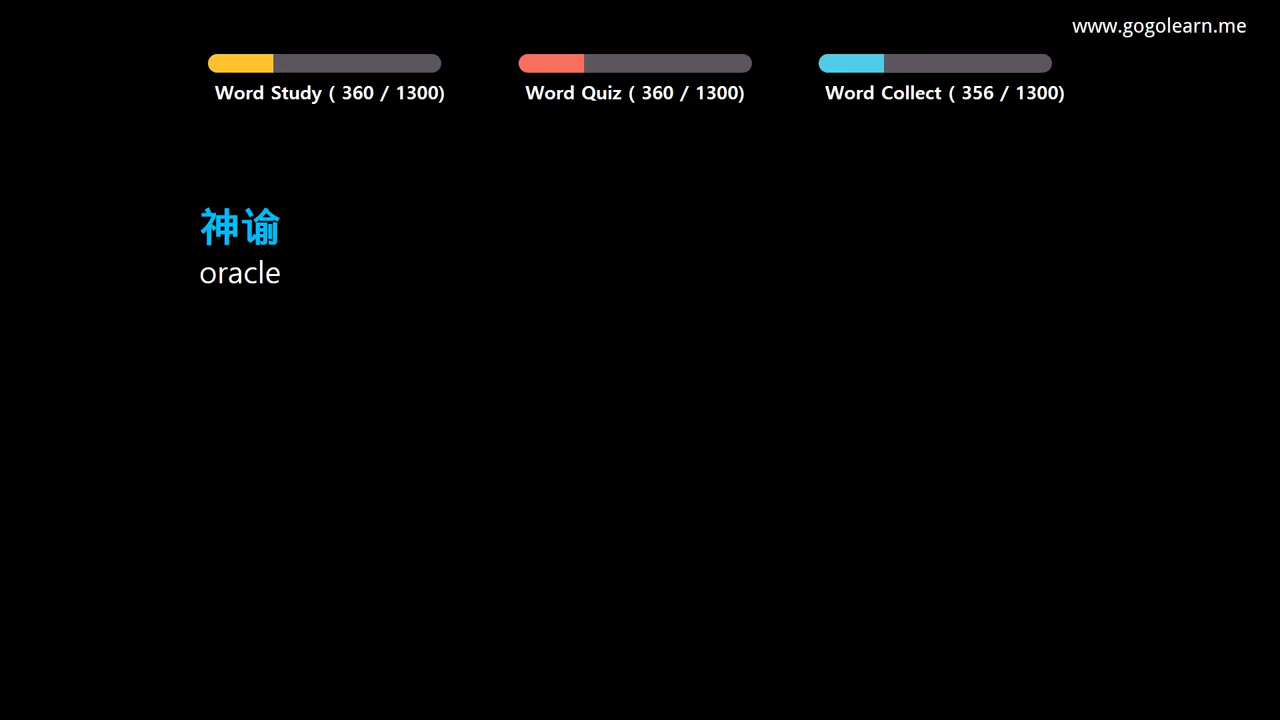 www.gogolearn.me
Word Study ( 360 / 1300)
Word Quiz ( 360 / 1300)
Word Collect ( 356 / 1300)
神谕
oracle